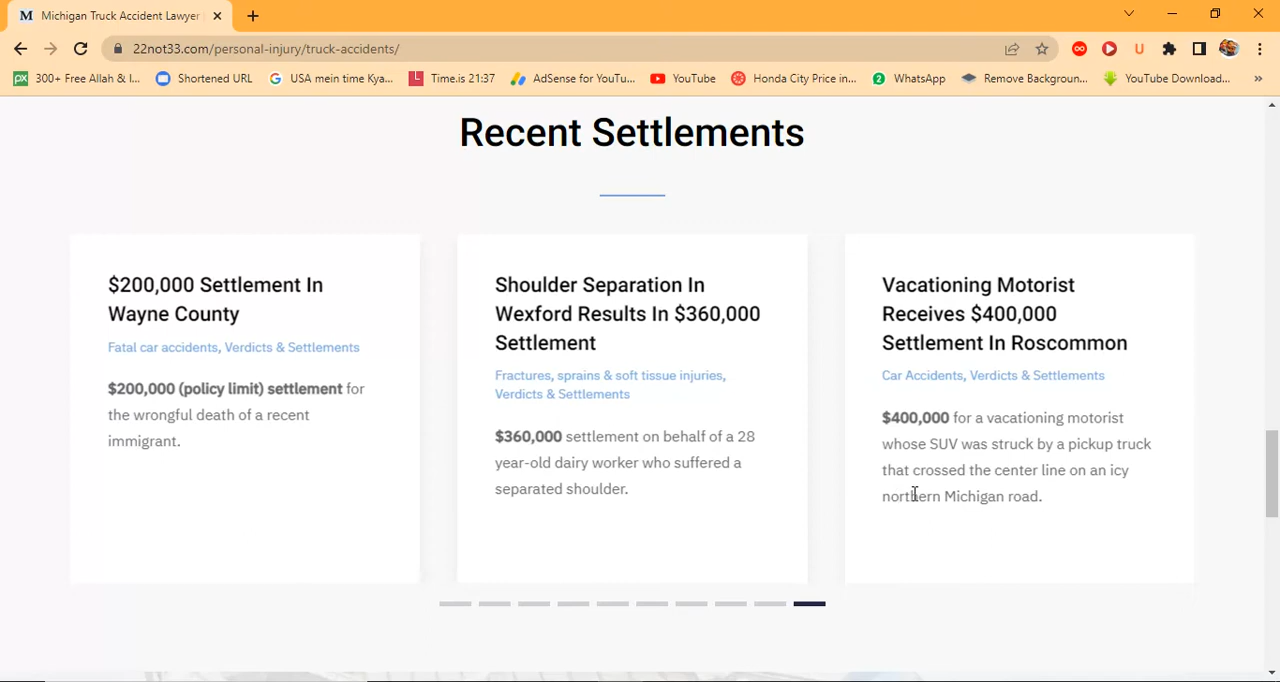 M Michigan Truck Accident Lawyer
22not33.com/personal-injury/truck-accidents/
px 300+ Free Allah & I... Shortened URL G USA mein time Kya... L Time.is 21:37 AdSense for YouTu... YouTube Honda City Price in... 2 WhatsApp Remove Backgroun... YouTube Download... »
Recent Settlements
$200,000 Settlement In
Wayne County
Fatal car accidents, Verdicts & Settlements
$200,000 (policy limit) settlement for
the wrongful death of a recent
immigrant.
Shoulder Separation In
Wexford Results In $360,000
Settlement
Fractures, sprains & soft tissue injuries,
Verdicts & Settlements
$360,000 settlement on behalf of a 28
year-old dairy worker who suffered a
separated shoulder.
Vacationing Motorist
Receives $400,000
Settlement In Roscommon
Car Accidents, Verdicts & Settlements
$400,000 for a vacationing motorist
whose SUV was struck by a pickup truck
that crossed the center line on an icy
northern Michigan road.